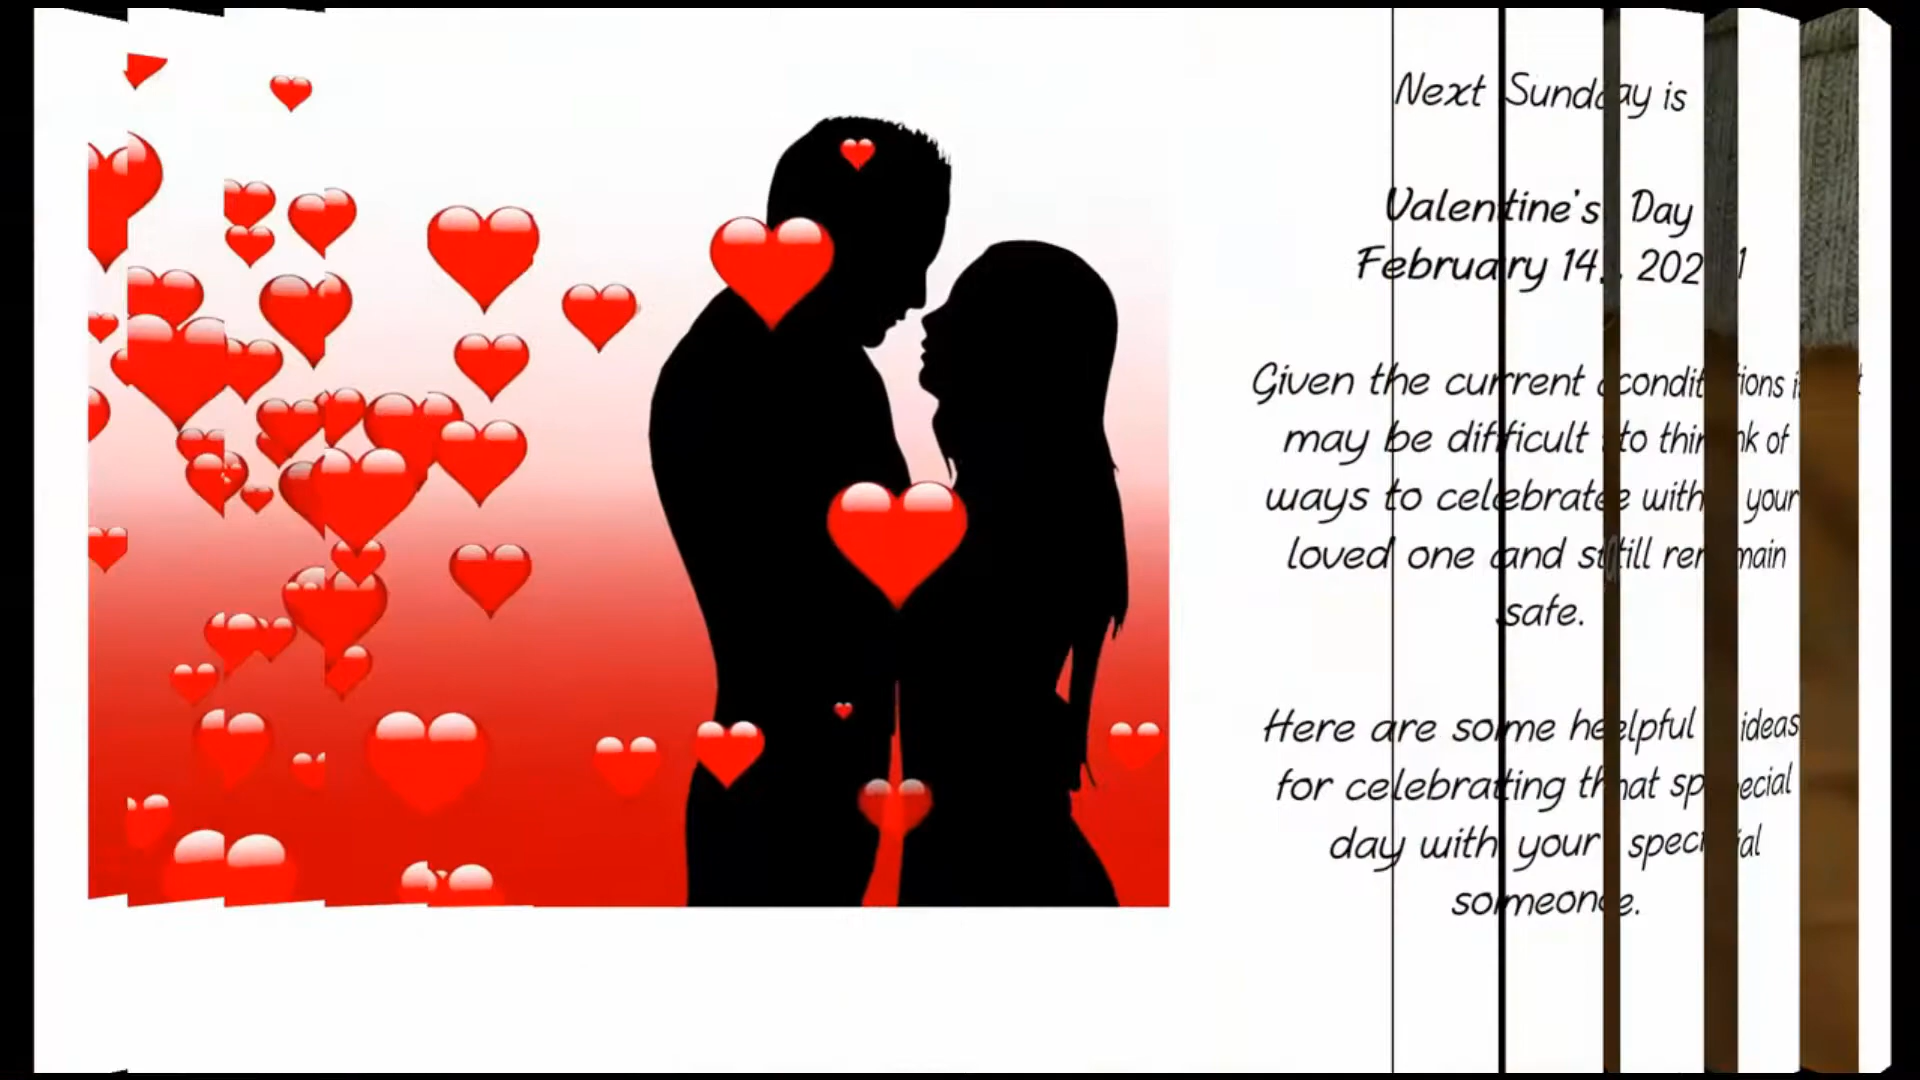 Next Sunday is
Valentine's Day
February 14, 2021
Given the current conditions it
may be difficult to think of
ways to celebrate with your
loved one and still remain
safe.
Here are some helpful ideas
for celebrating that special
day with your special
someone.